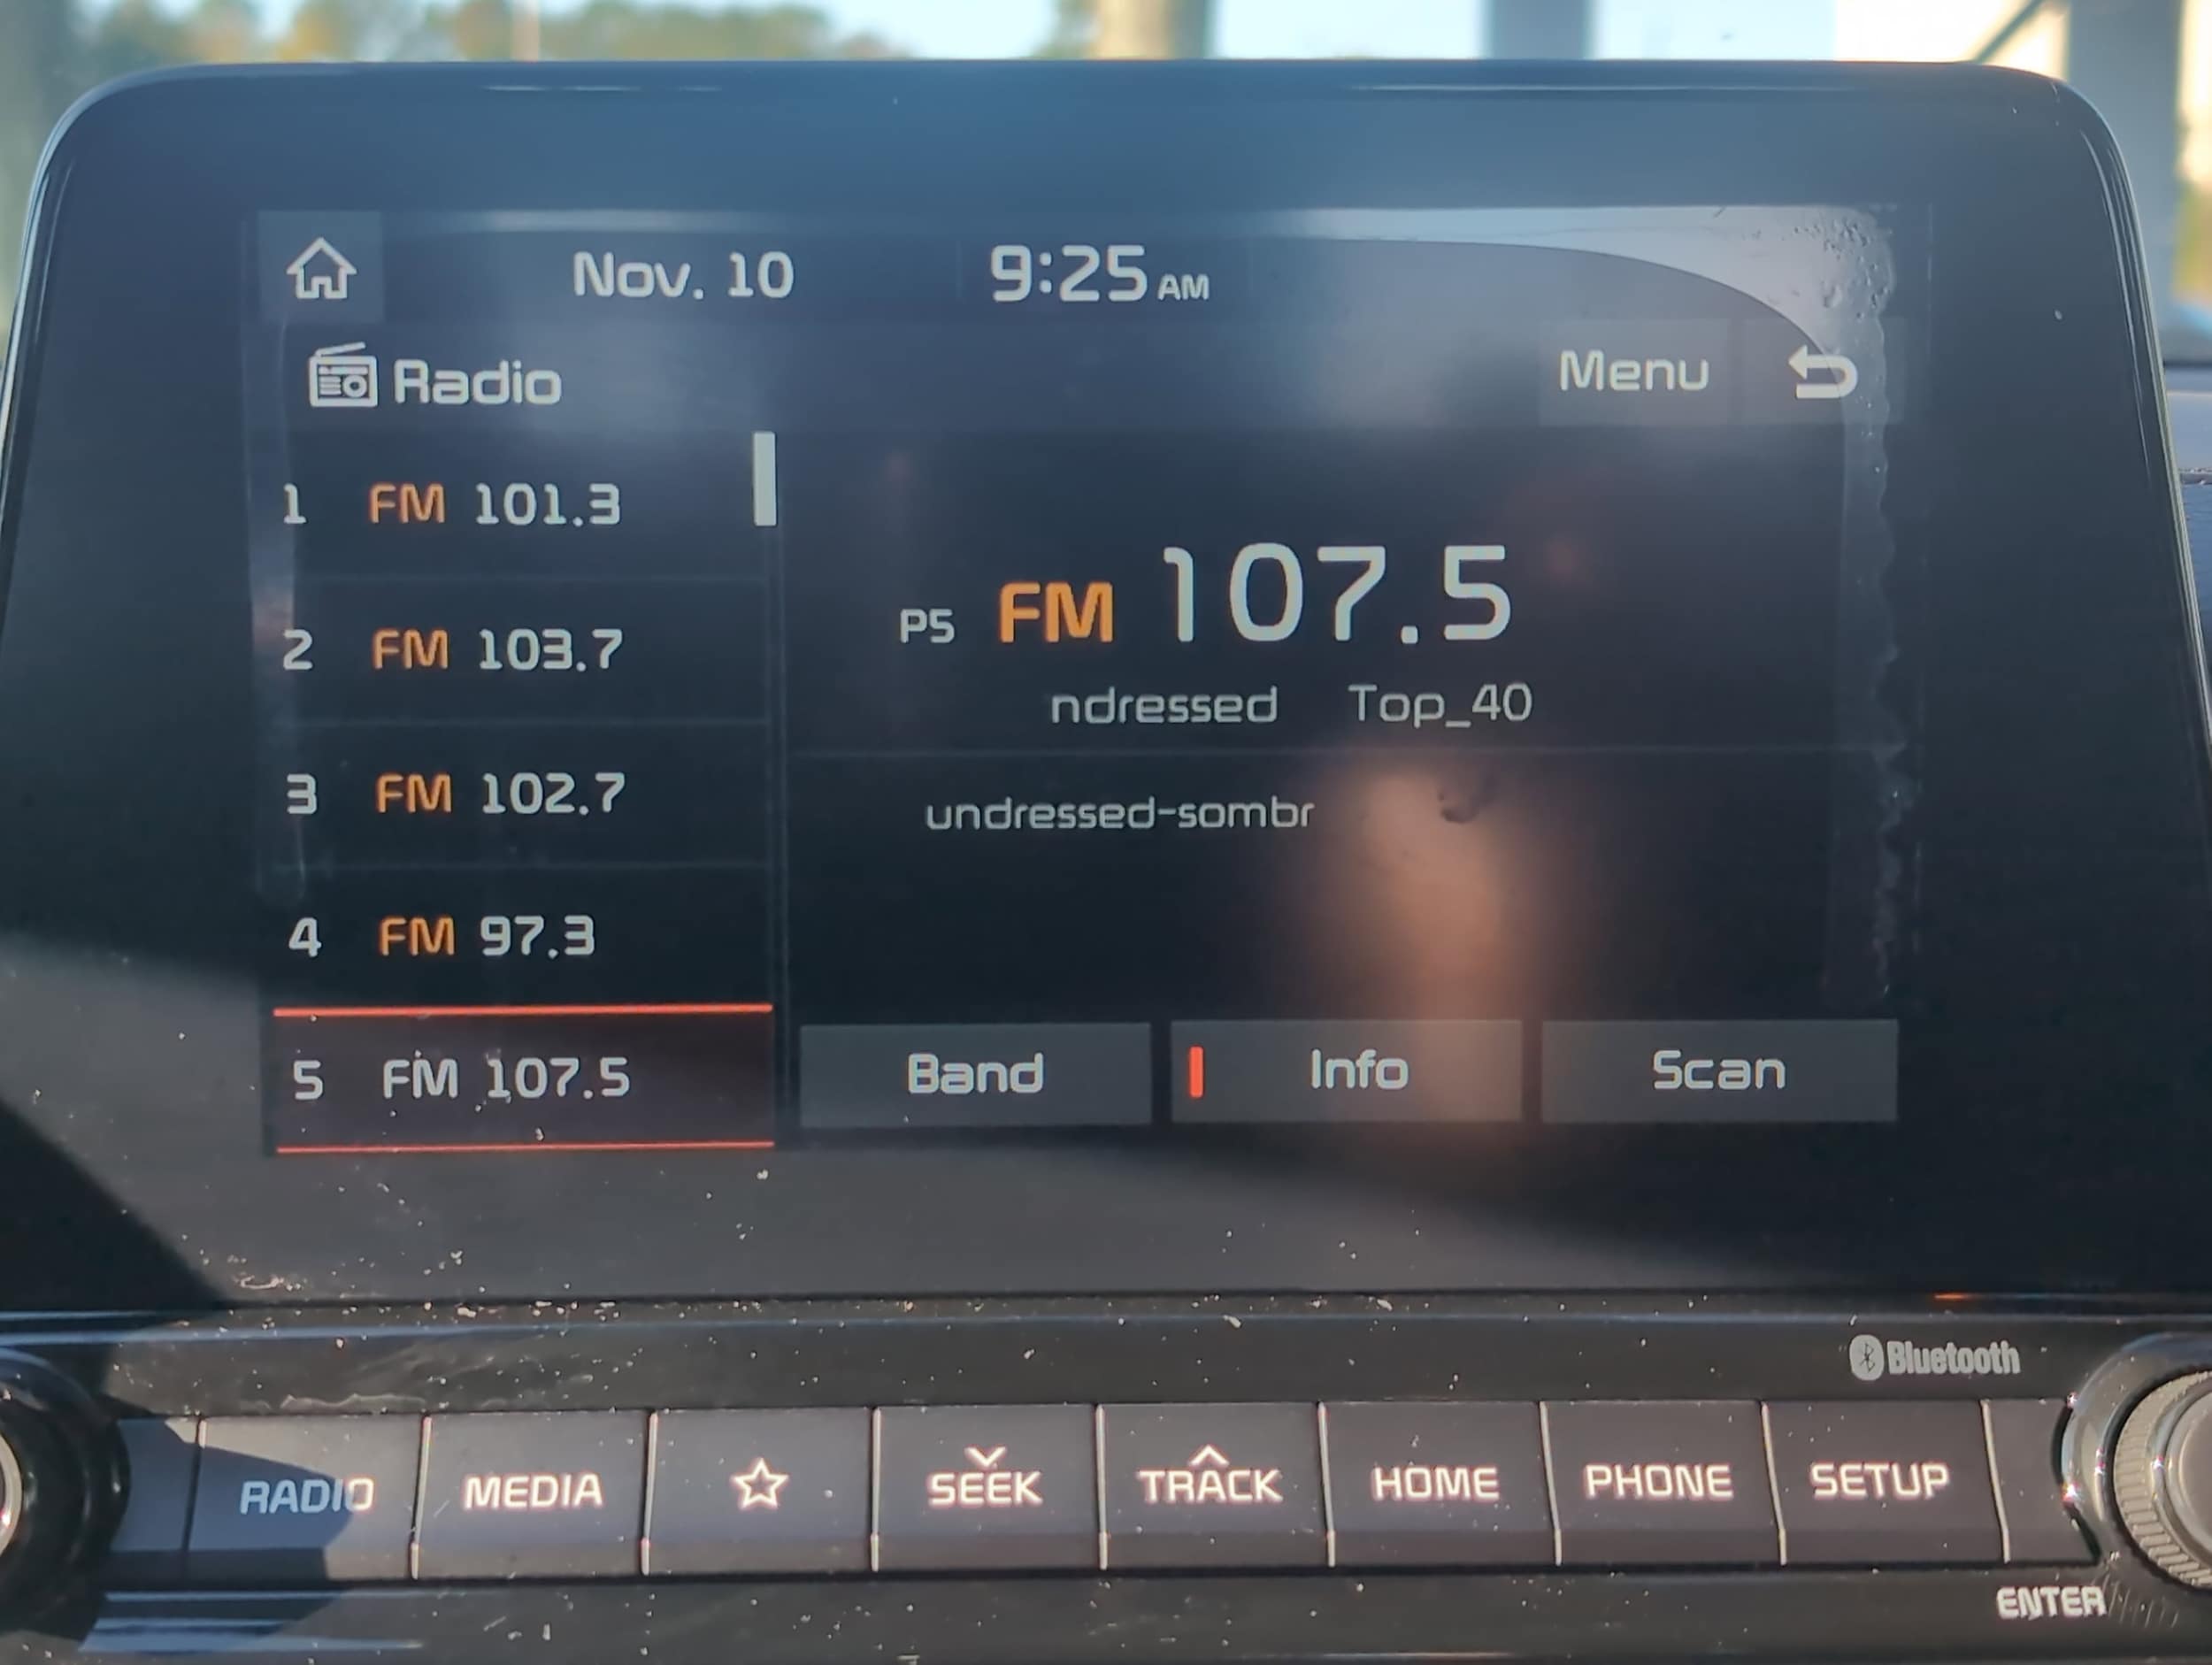 Nov. 10 9:25 AM
Radio Menu
1 FM 101.3
2 FM 103.7
3 FM 102.7
4 FM 97.3
5 FM 107.5
P5 FM 107.5
ndressed Top_40
undressed-sombr
Band Info Scan
Bluetooth
RADIO MEDIA SEEK TRACK HOME PHONE SETUP
ENTER